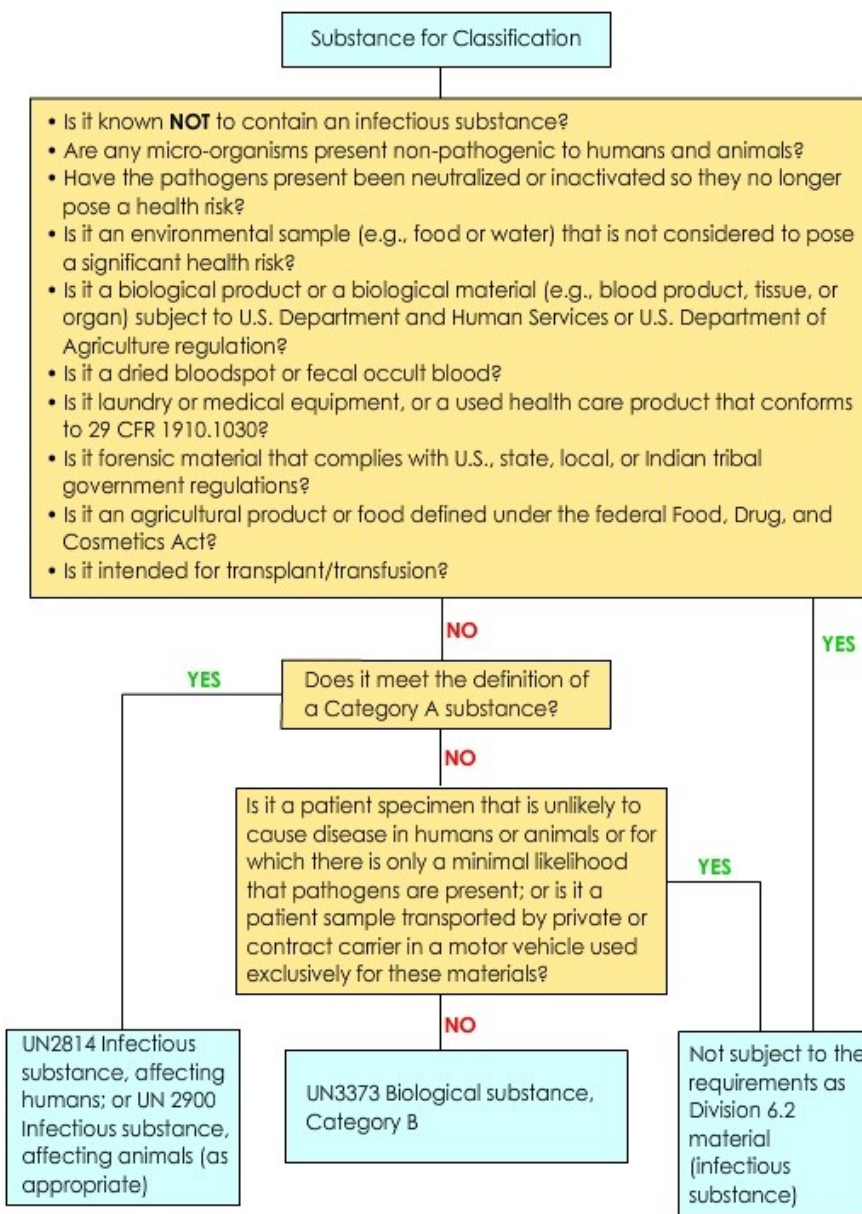 Substance for Classification
• Is it known NOT to contain an infectious substance?
• Are any micro-organisms present non-pathogenic to humans and animals?
• Have the pathogens present been neutralized or inactivated so they no longer
pose a health risk?
• Is it an environmental sample (e.g., food or water) that is not considered to pose
a significant health risk?
• Is it a biological product or a biological material (e.g., blood product, tissue, or
organ) subject to U.S. Department and Human Services or U.S. Department of
Agriculture regulation?
• Is it a dried bloodspot or fecal occult blood?
• Is it laundry or medical equipment, or a used health care product that conforms
to 29 CFR 1910.1030?
• Is it forensic material that complies with U.S., state, local, or Indian tribal
government regulations?
• Is it an agricultural product or food defined under the federal Food, Drug, and
Cosmetics Act?
• Is it intended for transplant/transfusion?
NO
YES
YES
Does it meet the definition of
a Category A substance?
NO
Is it a patient specimen that is unlikely to
cause disease in humans or animals or for
which there is only a minimal likelihood
that pathogens are present; or is it a
patient sample transported by private or
contract carrier in a motor vehicle used
exclusively for these materials?
YES
NO
UN2814 Infectious
substance, affecting
humans; or UN 2900
Infectious substance,
affecting animals (as
appropriate)
UN3373 Biological substance,
Category B
Not subject to the
requirements as
Division 6.2
material
(infectious
substance)